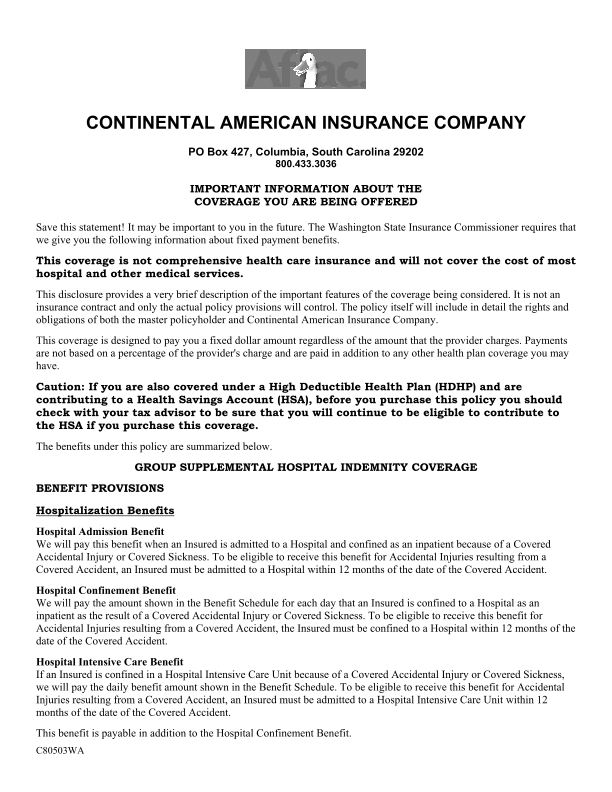 Aflac.
CONTINENTAL AMERICAN INSURANCE COMPANY
PO Box 427, Columbia, South Carolina 29202
800.433.3036
IMPORTANT INFORMATION ABOUT THE
COVERAGE YOU ARE BEING OFFERED
Save this statement! It may be important to you in the future. The Washington State Insurance Commissioner requires that
we give you the following information about fixed payment benefits.
This coverage is not comprehensive health care insurance and will not cover the cost of most
hospital and other medical services.
This disclosure provides a very brief description of the important features of the coverage being considered. It is not an
insurance contract and only the actual policy provisions will control. The policy itself will include in detail the rights and
obligations of both the master policyholder and Continental American Insurance Company.
This coverage is designed to pay you a fixed dollar amount regardless of the amount that the provider charges. Payments
are not based on a percentage of the provider's charge and are paid in addition to any other health plan coverage you may
have.
Caution: If you are also covered under a High Deductible Health Plan (HDHP) and are
contributing to a Health Savings Account (HSA), before you purchase this policy you should
check with your tax advisor to be sure that you will continue to be eligible to contribute to
the HSA if you purchase this coverage.
The benefits under this policy are summarized below.
GROUP SUPPLEMENTAL HOSPITAL INDEMNITY COVERAGE
BENEFIT PROVISIONS
Hospitalization Benefits
Hospital Admission Benefit
We will pay this benefit when an Insured is admitted to a Hospital and confined as an inpatient because of a Covered
Accidental Injury or Covered Sickness. To be eligible to receive this benefit for Accidental Injuries resulting from a
Covered Accident, an Insured must be admitted to a Hospital within 12 months of the date of the Covered Accident.
Hospital Confinement Benefit
We will pay the amount shown in the Benefit Schedule for each day that an Insured is confined to a Hospital as an
inpatient as the result of a Covered Accidental Injury or Covered Sickness. To be eligible to receive this benefit for
Accidental Injuries resulting from a Covered Accident, the Insured must be confined to a Hospital within 12 months of the
date of the Covered Accident.
Hospital Intensive Care Benefit
If an Insured is confined in a Hospital Intensive Care Unit because of a Covered Accidental Injury or Covered Sickness,
we will pay the daily benefit amount shown in the Benefit Schedule. To be eligible to receive this benefit for Accidental
Injuries resulting from a Covered Accident, an Insured must be admitted to a Hospital Intensive Care Unit within 12
months of the date of the Covered Accident.
This benefit is payable in addition to the Hospital Confinement Benefit.
C80503WA